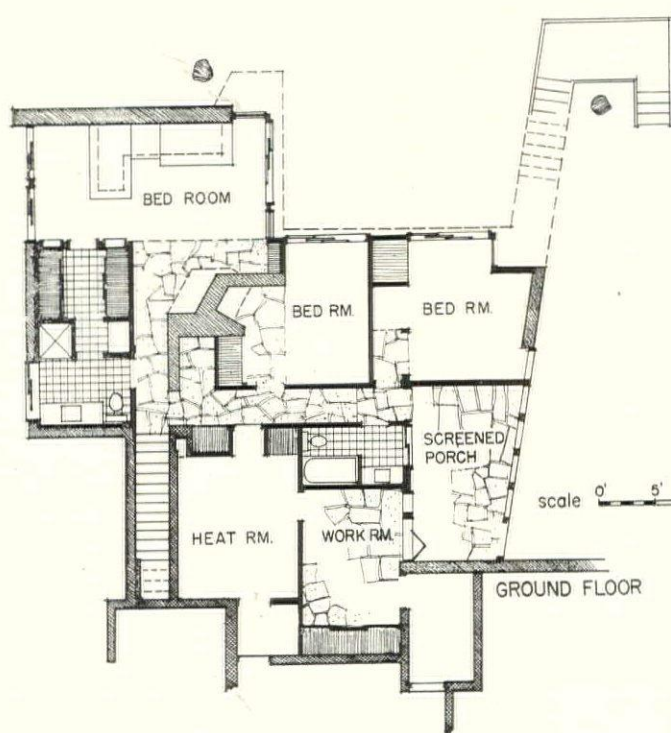 BED ROOM
BED RM.
BED RM.
SCREENED
PORCH
scale 0' 5'
HEAT RM.
WORK RM.
GROUND FLOOR